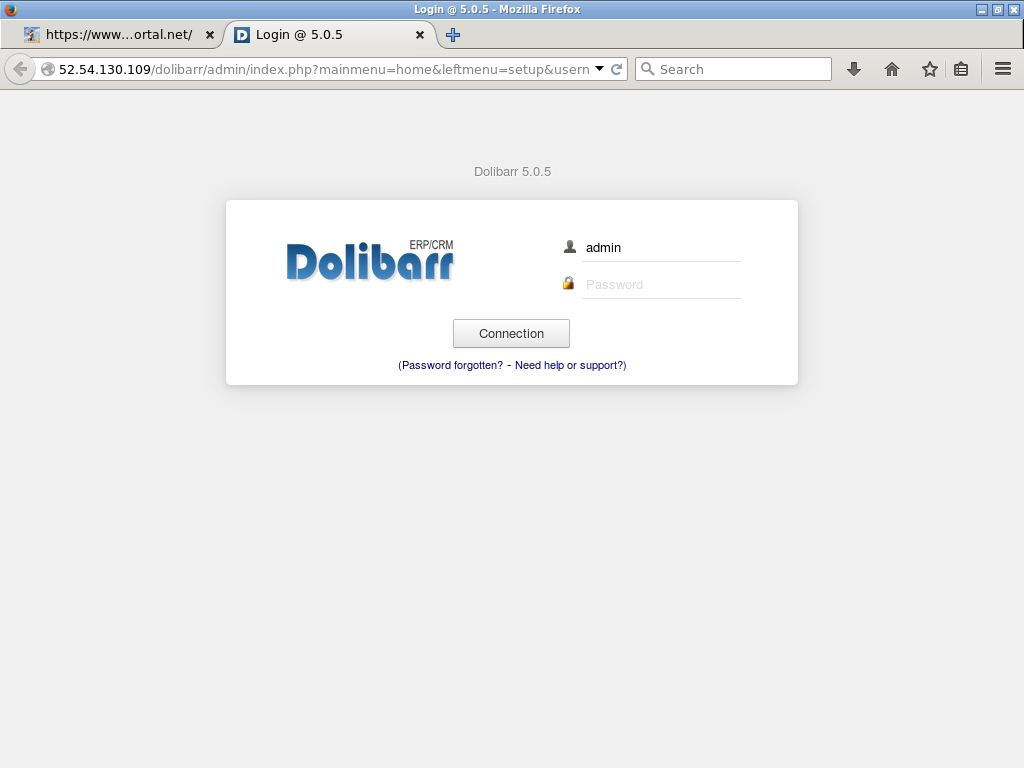 Login @ 5.0.5 - Mozilla Firefox
https://www...ortal.net/
Login @ 5.0.5
52.54.130.109/dolibarr/admin/index.php?mainmenu=home&leftmenu=setup&usern
Search
Dolibarr 5.0.5
ERP/CRM
Dolibarr
admin
Password
Connection
(Password forgotten? - Need help or support?)